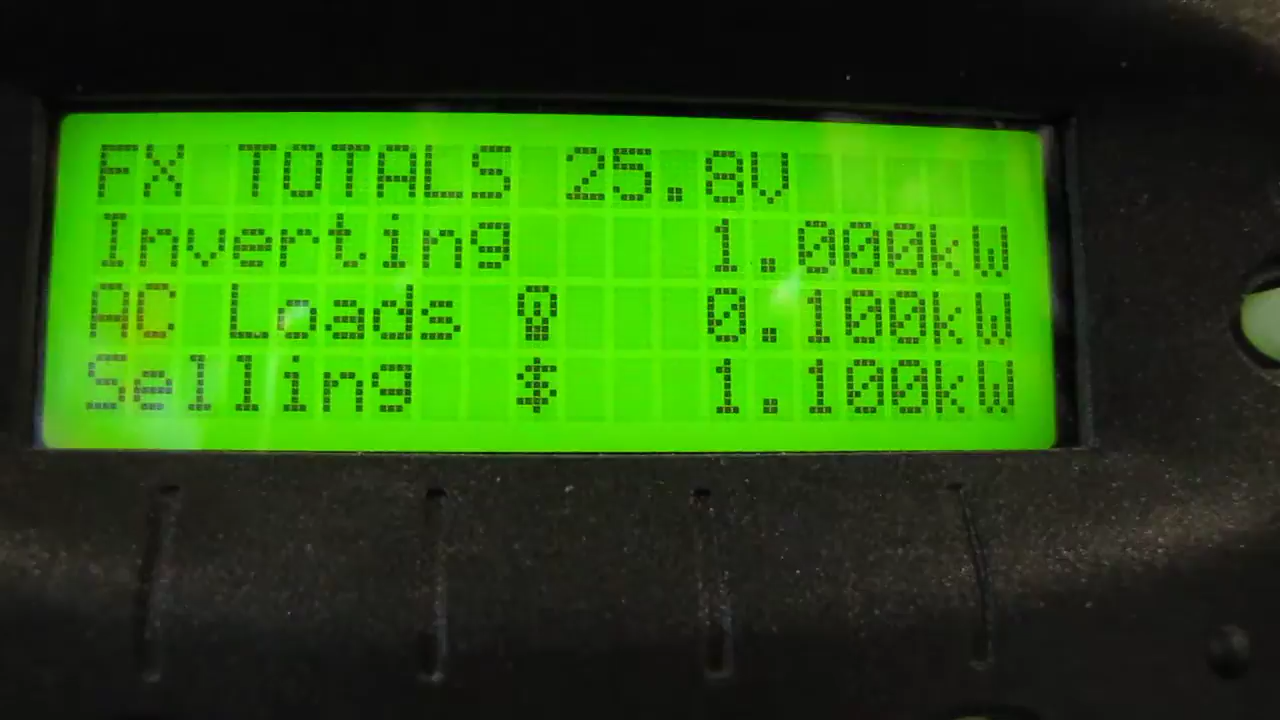 FX TOTALS 25.8V
Inverting 1.000kW
AC Loads 0.100kW
Selling $ 1.100kW